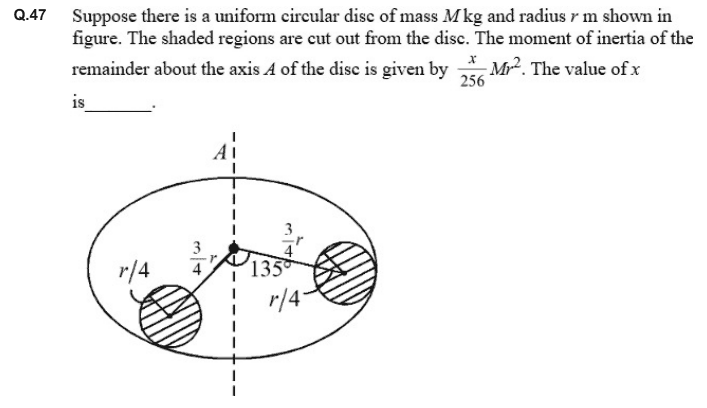 Q.47 Suppose there is a uniform circular disc of mass M kg and radius r m shown in
figure. The shaded regions are cut out from the disc. The moment of inertia of the
remainder about the axis A of the disc is given by x/256 Mr². The value of x
is_______.
A
3/4 r
3/4 r
135°
r/4
r/4